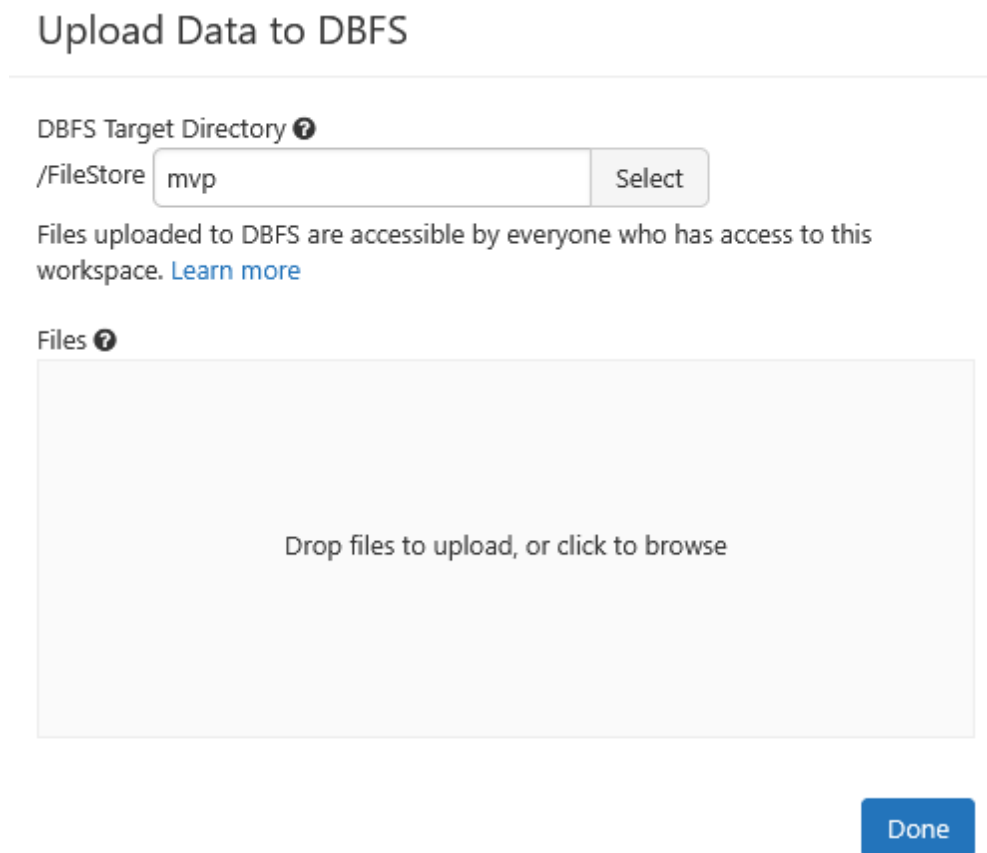 Upload Data to DBFS
DBFS Target Directory
/FileStore mvp Select
Files uploaded to DBFS are accessible by everyone who has access to this
workspace. Learn more
Files
Drop files to upload, or click to browse
Done